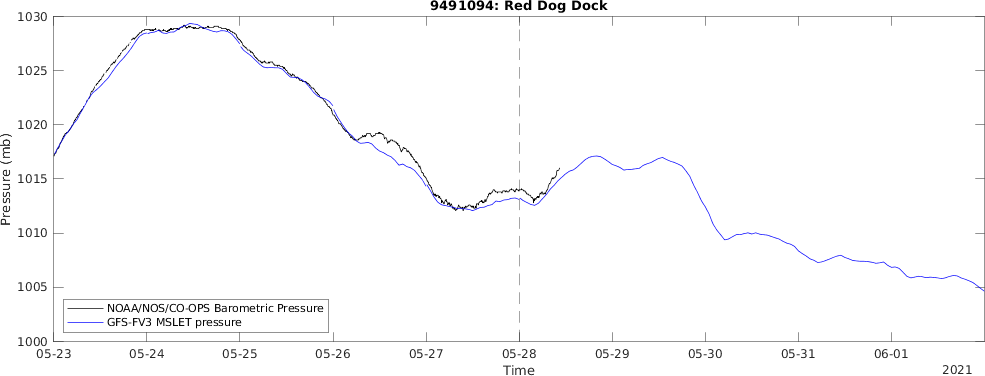 9491094: Red Dog Dock
Pressure (mb)
1030
1025
1020
1015
1010
1005
1000
NOAA/NOS/CO-OPS Barometric Pressure
GFS-FV3 MSLET pressure
05-23 05-24 05-25 05-26 05-27 05-28 05-29 05-30 05-31 06-01
Time
2021